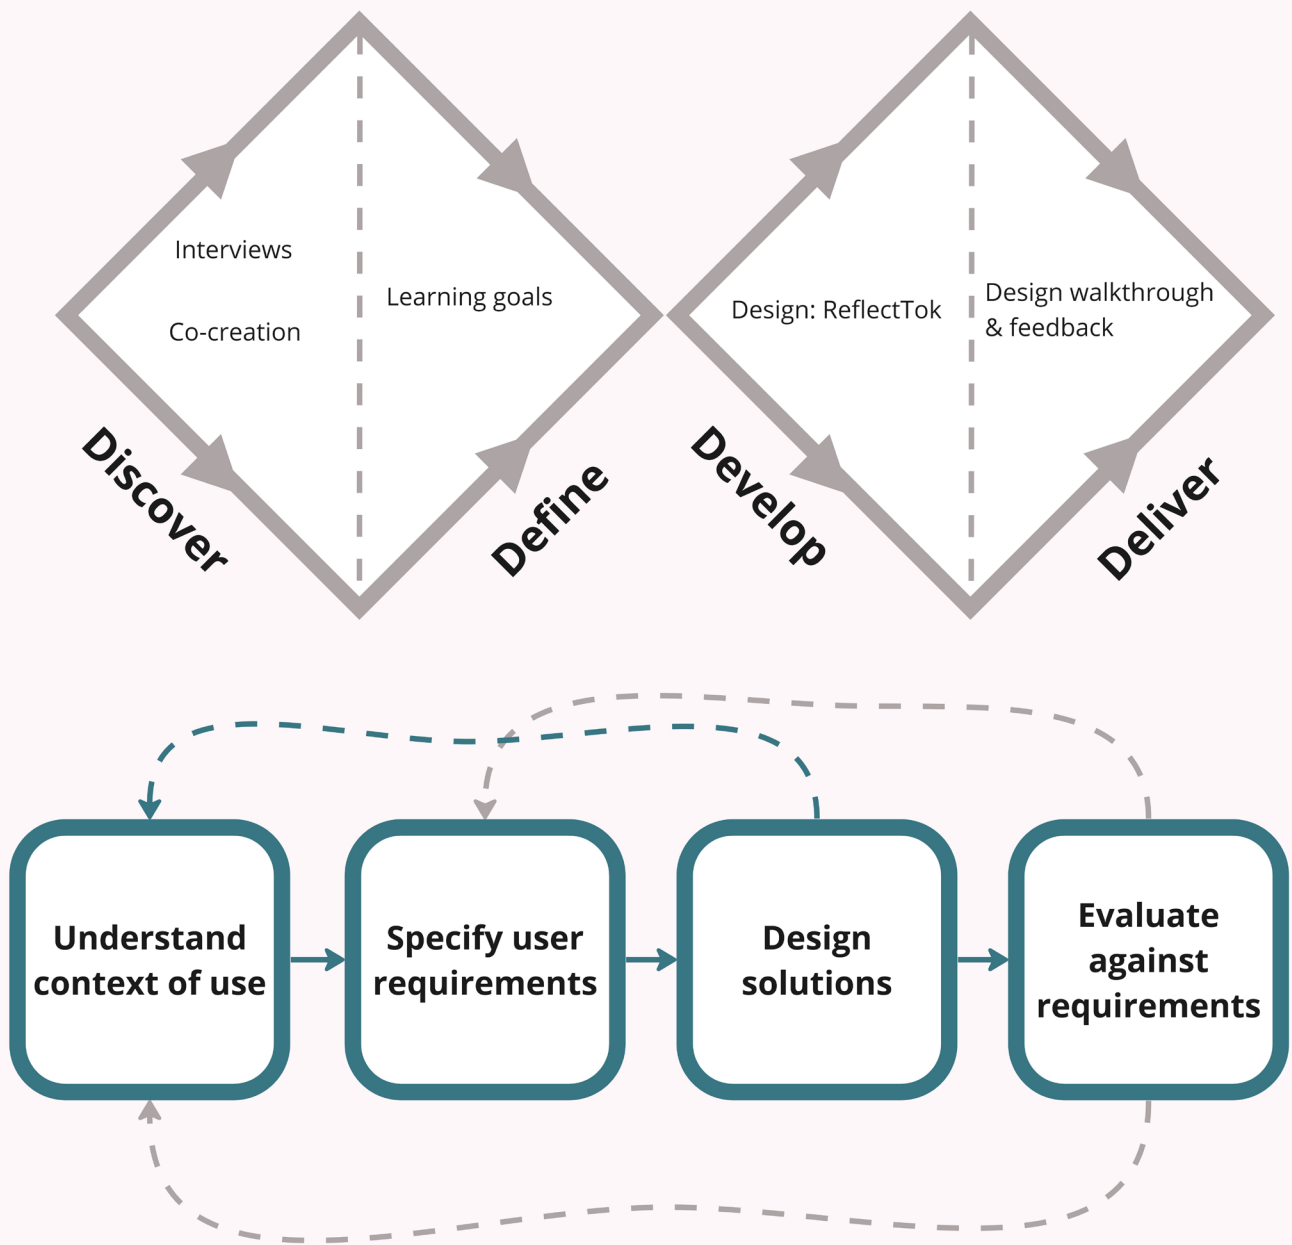 Interviews
Co-creation
Learning goals
Design: ReflectTok
Design walkthrough
& feedback
Discover
Define
Develop
Deliver
Understand
context of use
Specify user
requirements
Design
solutions
Evaluate
against
requirements